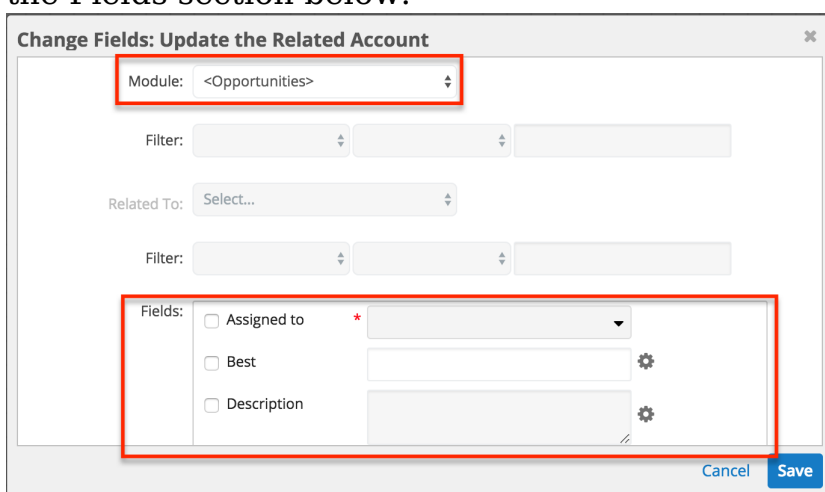 the Fields section below.
Change Fields: Update the Related Account
Module: <Opportunities>
Filter:
Related To: Select...
Filter:
Fields: Assigned to *
Best
Description
Cancel Save